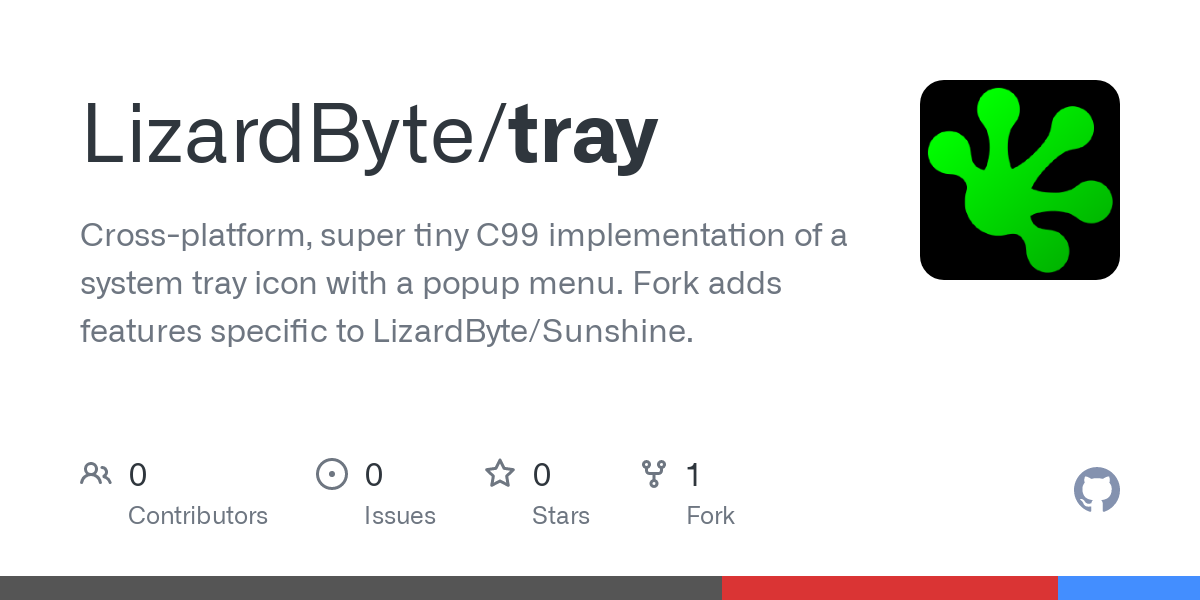 LizardByte/tray
Cross-platform, super tiny C99 implementation of a
system tray icon with a popup menu. Fork adds
features specific to LizardByte/Sunshine.
0 0 0 1
Contributors Issues Stars Fork